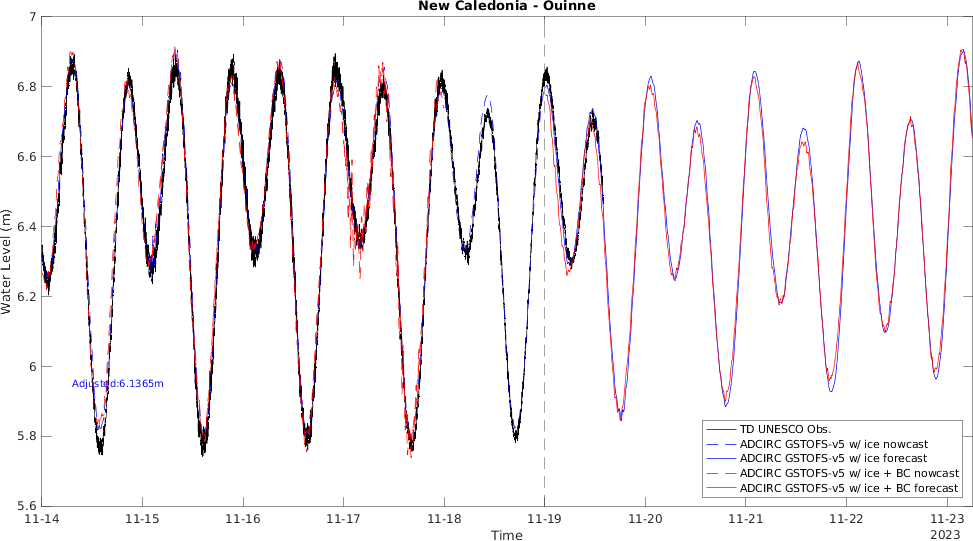 New Caledonia - Ouinne
7
6.8
6.6
6.4
6.2
6
5.8
5.6
Water Level (m)
Adjusted:6.1365m
TD UNESCO Obs.
ADCIRC GSTOFS-v5 w/ ice nowcast
ADCIRC GSTOFS-v5 w/ ice forecast
ADCIRC GSTOFS-v5 w/ ice + BC nowcast
ADCIRC GSTOFS-v5 w/ ice + BC forecast
11-14 11-15 11-16 11-17 11-18 11-19 11-20 11-21 11-22 11-23
Time
2023